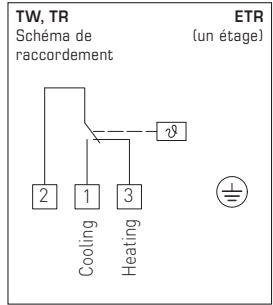 TW, TR ETR
Schéma de (un étage)
raccordement
ϑ
2 1 3
Cooling
Heating